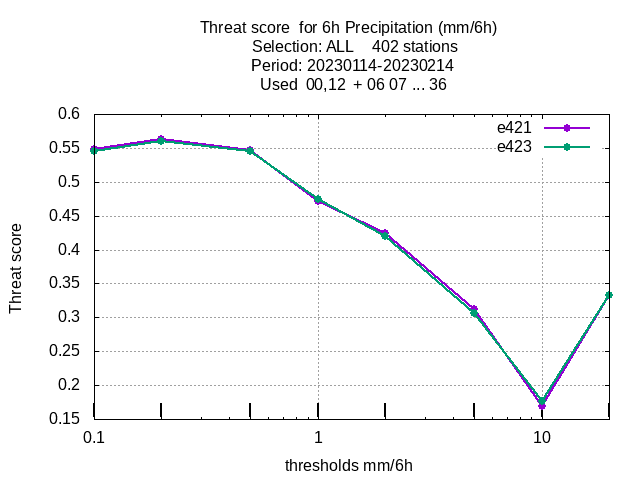 Threat score  for 6h Precipitation (mm/6h)
Selection: ALL    402 stations
Period: 20230114-20230214
Used  00,12  + 06 07 ... 36
e421
e423
Threat score
0.6
0.55
0.5
0.45
0.4
0.35
0.3
0.25
0.2
0.15
0.1 1 10
thresholds mm/6h